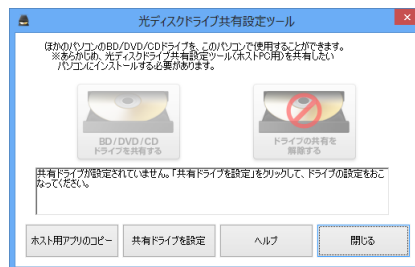 光ディスクドライブ共有設定ツール
ほかのパソコンのBD/DVD/CDドライブを、このパソコンで使用することができます。
※あらかじめ、光ディスクドライブ共有設定ツール(ホストPC用)を共有したい
パソコンにインストールする必要があります。
BD/DVD/CD
ドライブを共有する
ドライブの共有を
解除する
共有ドライブが設定されていません。「共有ドライブを設定」をクリックして、ドライブの設定をおこ
なってください。
ホスト用アプリのコピー
共有ドライブを設定
ヘルプ
閉じる